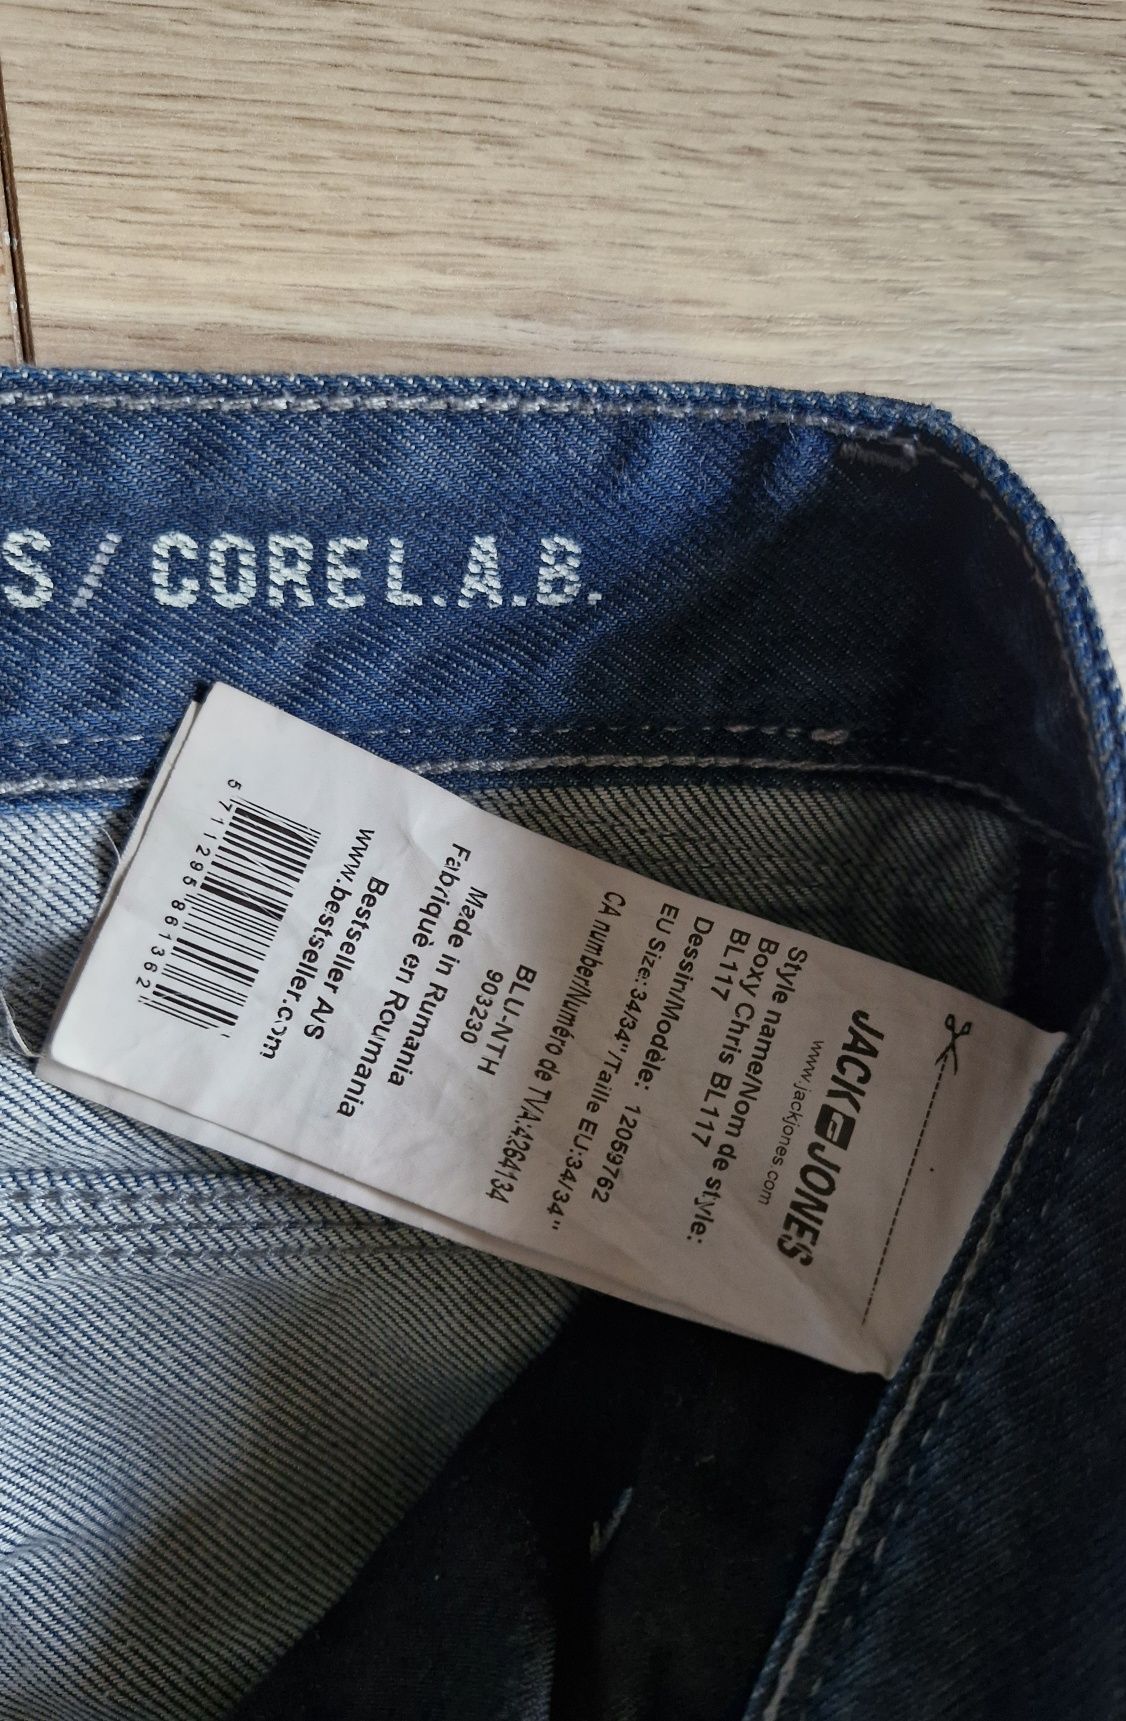 S / CORE L.A.B.
JACK & JONES
www.jackjones.com
Style name/Nom de style:
Boxy Chris BL117
BL117
Dessin/Modèle: 12059762
EU Size:34/34"/Taille EU:34/34"
CA number/Numéro de TVA:4264134
BLU-NTH
903230
Made in Rumania
Fabriquè en Roumania
Bestseller A/S
www.bestseller.com
5 711295 861362